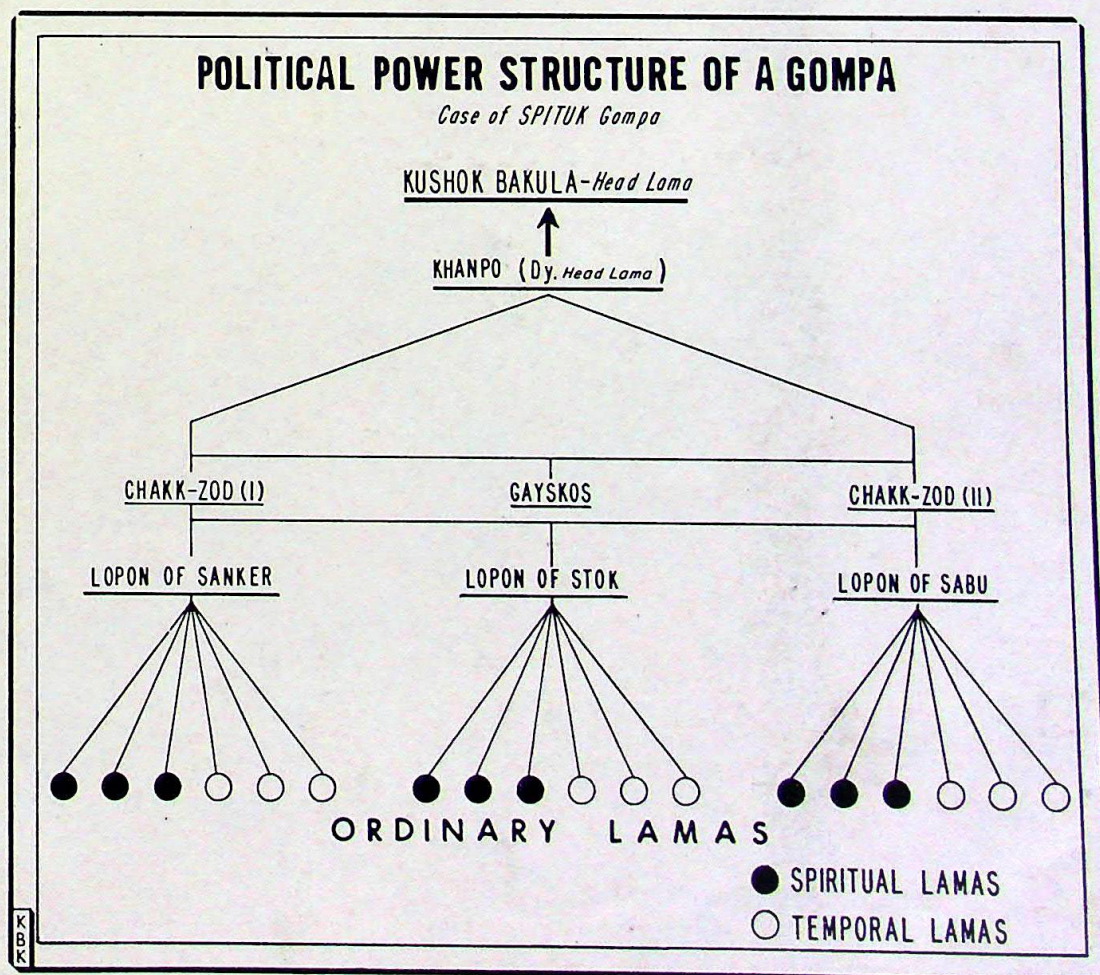 POLITICAL POWER STRUCTURE OF A GOMPA
Case of SPITUK Gompa
KUSHOK BAKULA-Head Lama
KHANPO (Dy. Head Lama)
CHAKK-ZOD (I) GAYSKOS CHAKK-ZOD (II)
LOPON OF SANKER LOPON OF STOK LOPON OF SABU
ORDINARY LAMAS
SPIRITUAL LAMAS
TEMPORAL LAMAS
K
B
K